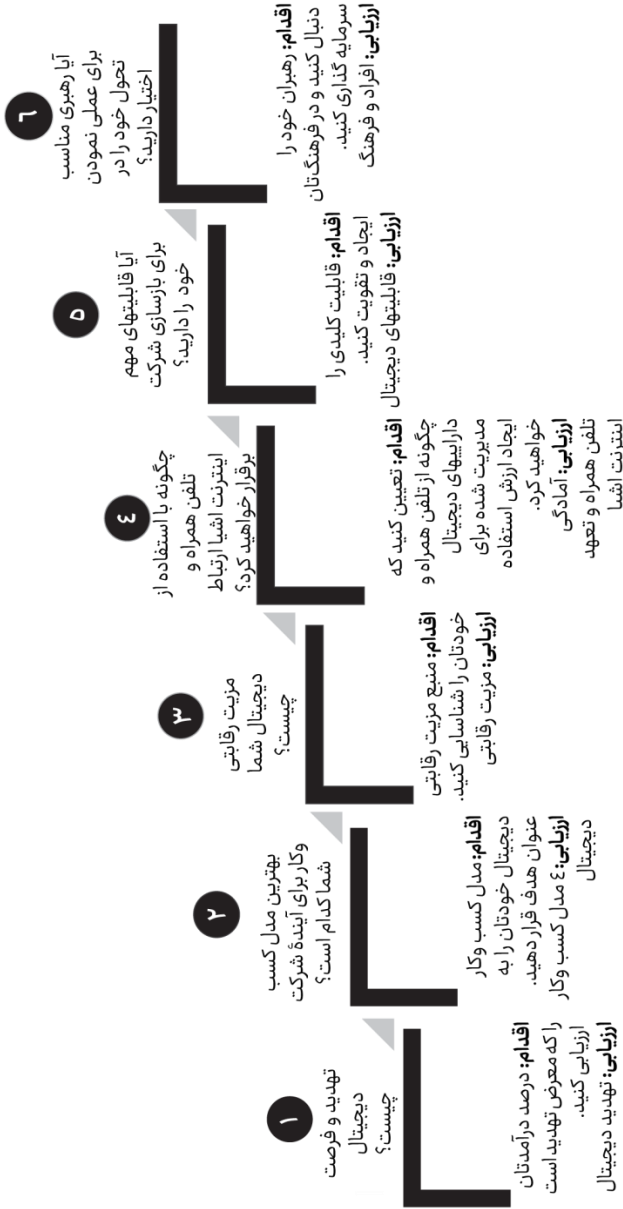 ۱
تهدید و فرصت
دیجیتال
چیست؟
اقدام: درصد درآمدتان
را که معرض تهدید است
ارزیابی کنید.
ارزیابی: تهدید دیجیتال
۲
بهترین مدل کسب
وکار برای آیندهٔ شرکت
شما کدام است؟
اقدام: مدل کسب وکار
دیجیتال خودتان را به
عنوان هدف قرار دهید.
ارزیابی: ٤ مدل کسب وکار
دیجیتال
۳
مزیت رقابتی
دیجیتال شما
چیست؟
اقدام: منبع مزیت رقابتی
خودتان را شناسایی کنید.
ارزیابی: مزیت رقابتی
٤
چگونه با استفاده از
تلفن همراه و
اینترنت اشیا ارتباط
برقرار خواهید کرد؟
اقدام: تعیین کنید که
چگونه از تلفن همراه و
داراییهای دیجیتال
مدیریت شده برای
ایجاد ارزش استفاده
خواهید کرد.
ارزیابی: آمادگی
تلفن همراه و تعهد
اینترنت اشیا
۵
آیا قابلیتهای مهم
برای بازسازی شرکت
خود را دارید؟
اقدام: قابلیت کلیدی را
ایجاد و تقویت کنید.
ارزیابی: قابلیتهای دیجیتال
٦
آیا رهبری مناسب
برای عملی نمودن
تحول خود را در
اختیار دارید؟
اقدام: رهبران خود را
دنبال کنید و در فرهنگ‌تان
سرمایه گذاری کنید.
ارزیابی: افراد و فرهنگ